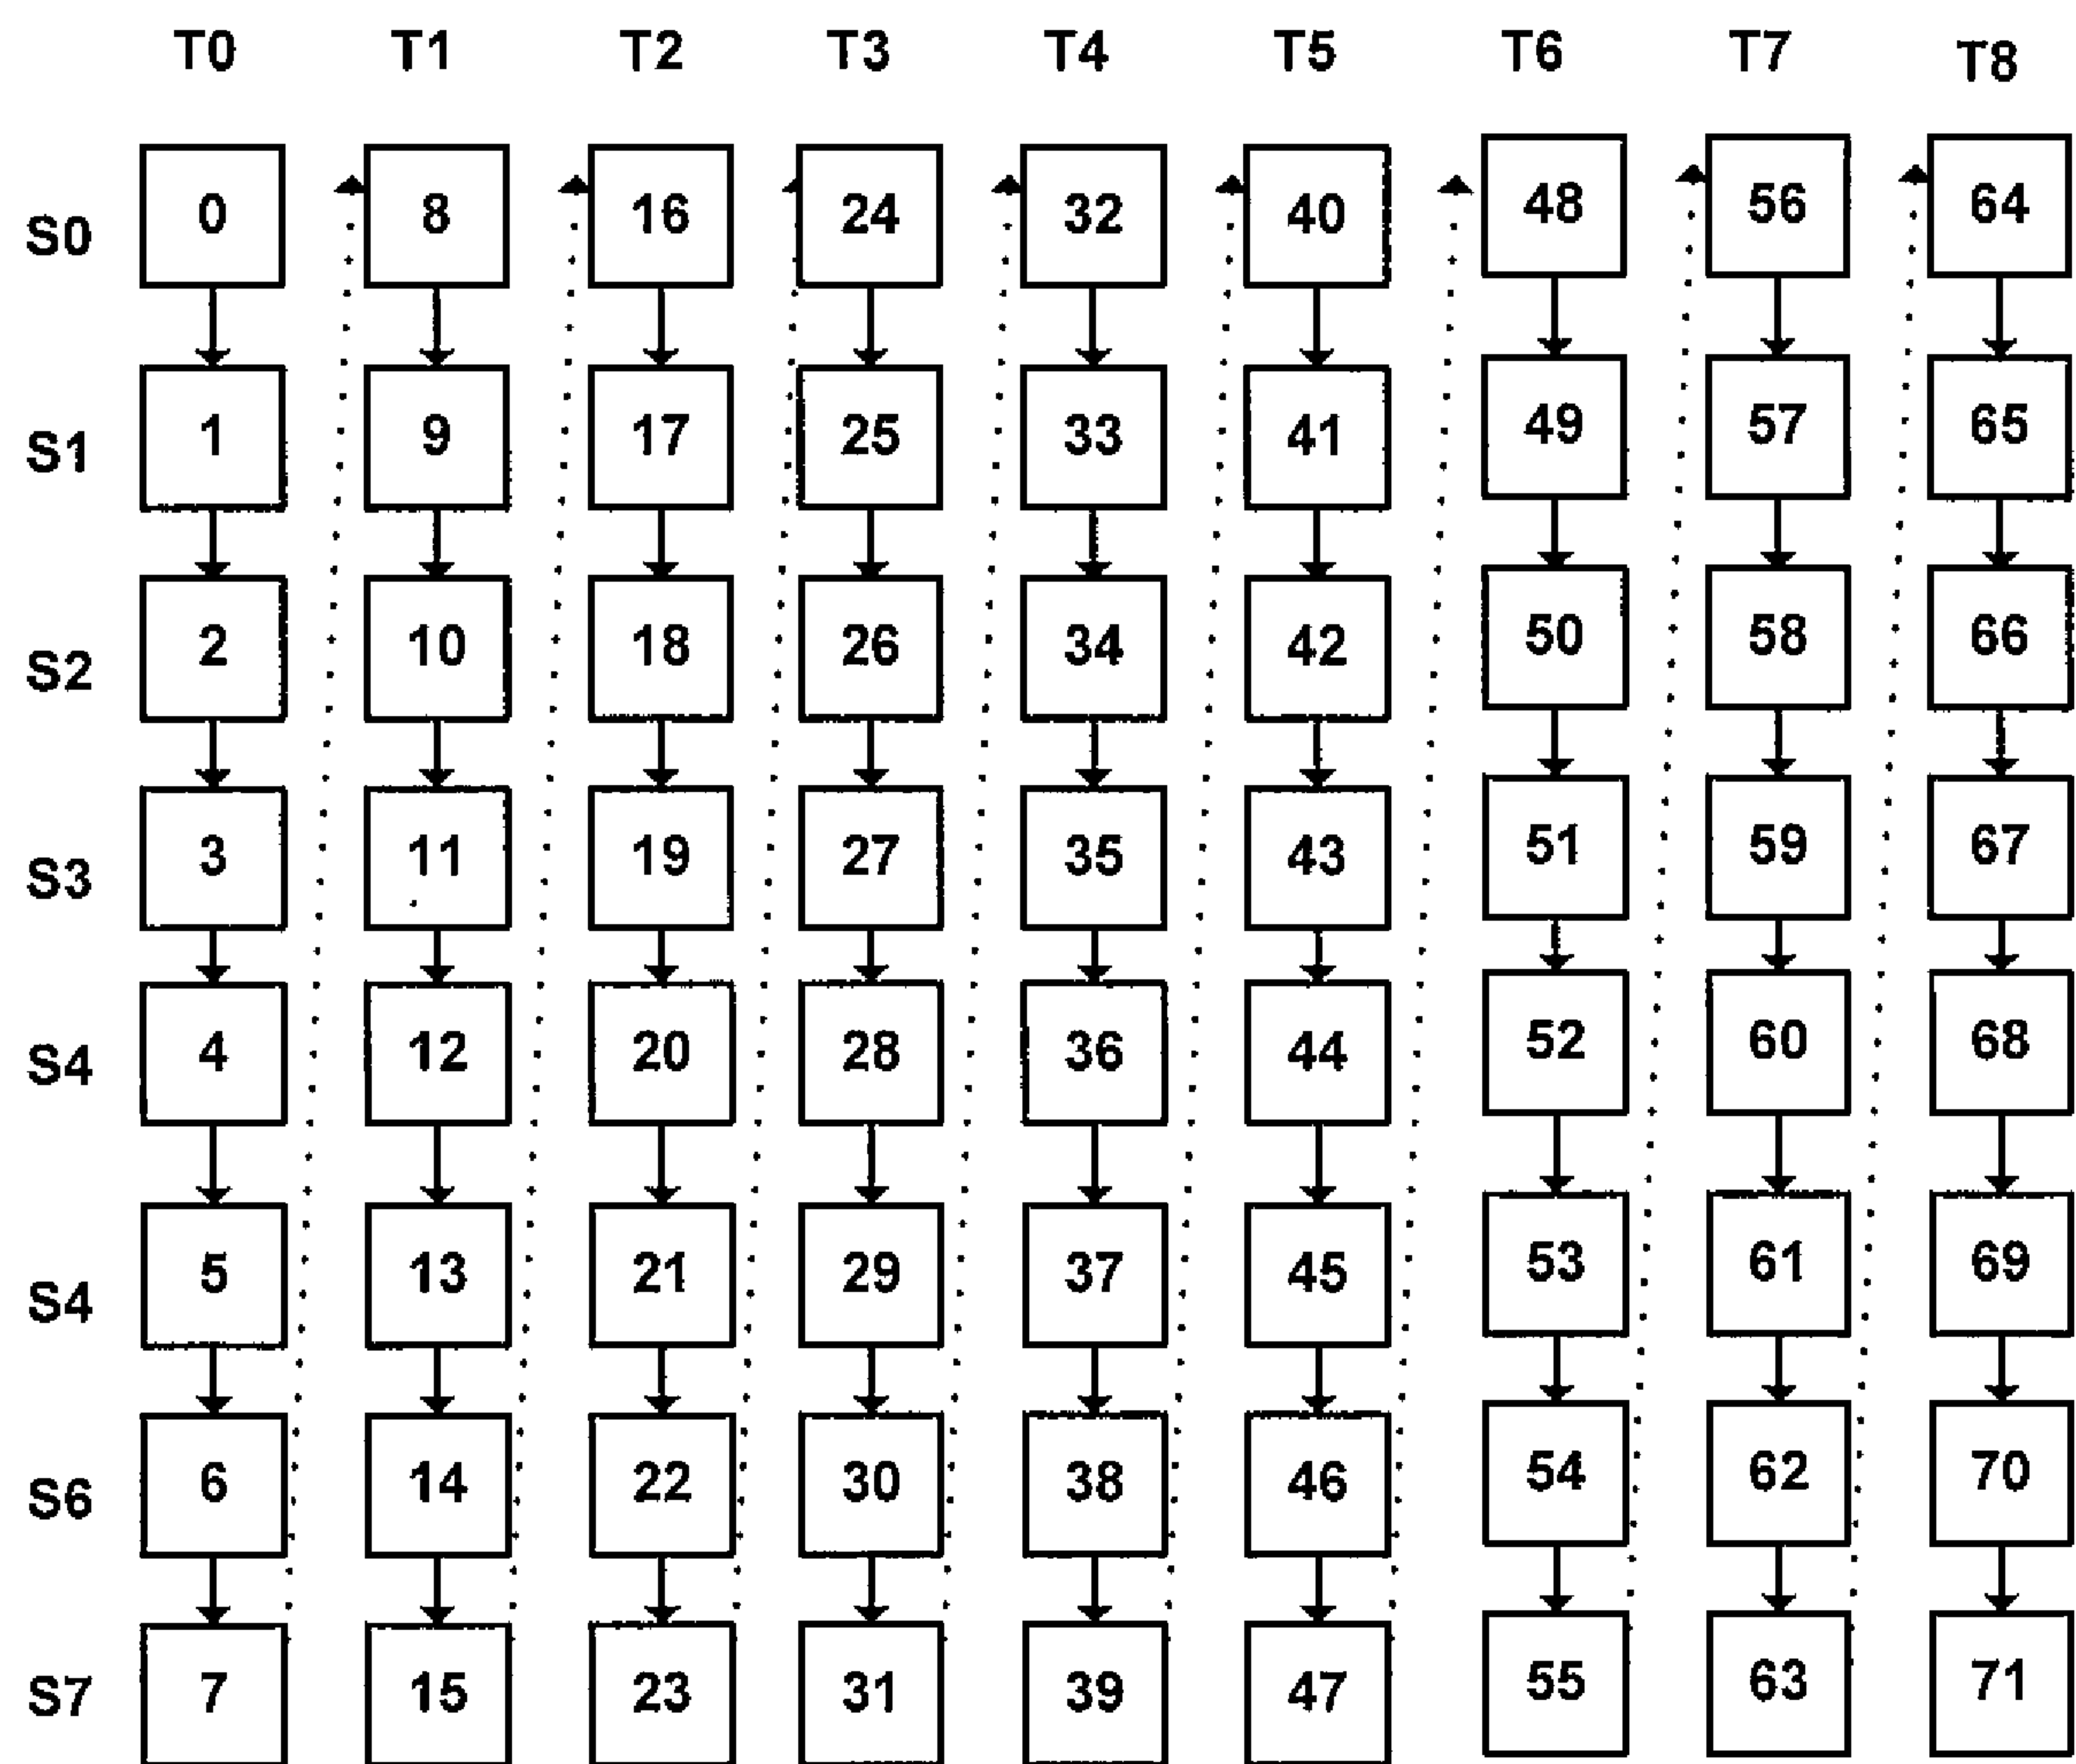 T0 T1 T2 T3 T4 T5 T6 T7 T8
S0 0 8 16 24 32 40 48 56 64
S1 1 9 17 25 33 41 49 57 65
S2 2 10 18 26 34 42 50 58 66
S3 3 11 19 27 35 43 51 59 67
S4 4 12 20 28 36 44 52 60 68
S4 5 13 21 29 37 45 53 61 69
S6 6 14 22 30 38 46 54 62 70
S7 7 15 23 31 39 47 55 63 71